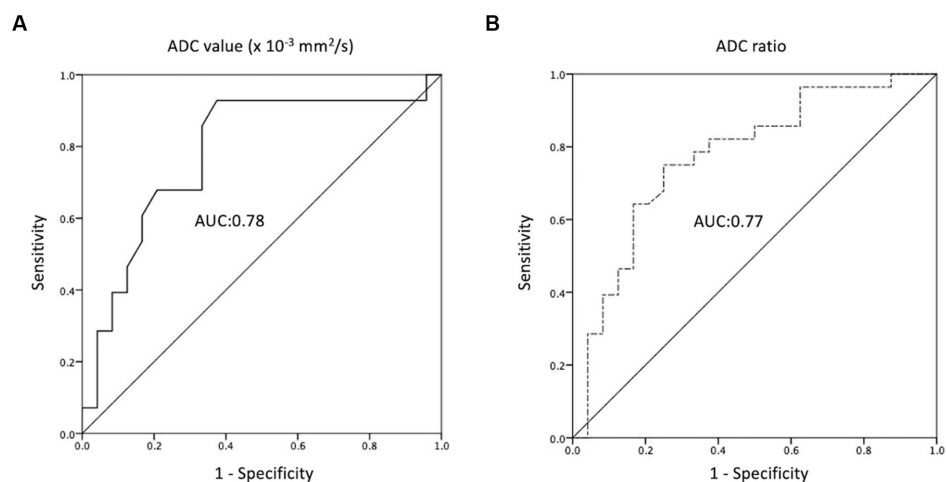 A
ADC value (x 10⁻³ mm²/s)
1.0
0.8
0.6
0.4
0.2
0.0
Sensitivity
AUC:0.78
0.0 0.2 0.4 0.6 0.8 1.0
1 - Specificity
B
ADC ratio
1.0
0.8
0.6
0.4
0.2
0.0
Sensitivity
AUC:0.77
0.0 0.2 0.4 0.6 0.8 1.0
1 - Specificity